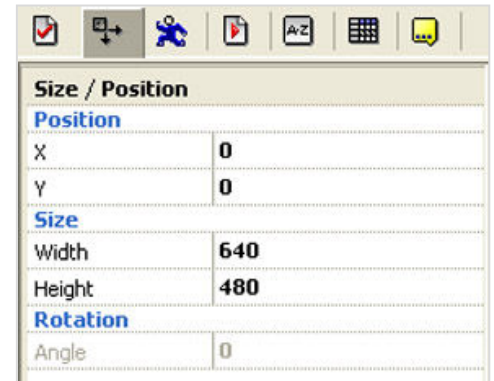 A-Z
Size / Position
Position
X 0
Y 0
Size
Width 640
Height 480
Rotation
Angle 0